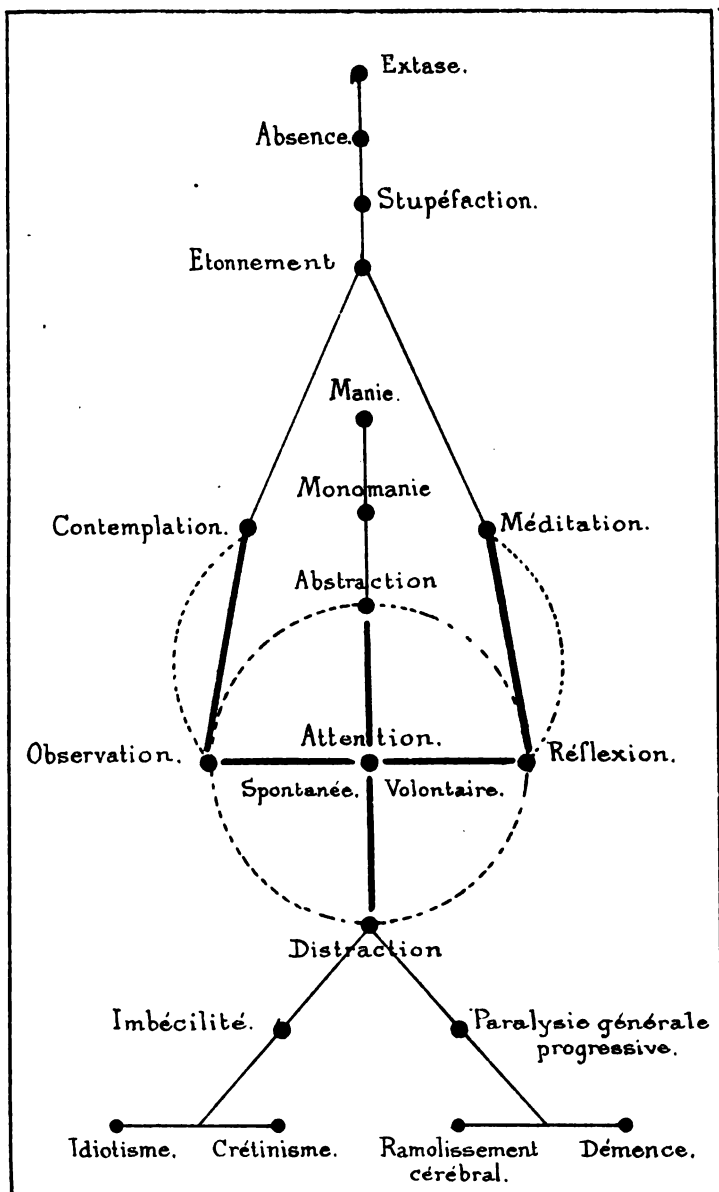 Extase.
Absence.
Stupéfaction.
Etonnement
Manie.
Monomanie
Contemplation.
Méditation.
Abstraction
Attention.
Observation.
Réflexion.
Spontanée. Volontaire.
Distraction
Imbécilité.
Paralysie générale
progressive.
Idiotisme. Crétinisme. Ramolissement Démence.
cérébral.